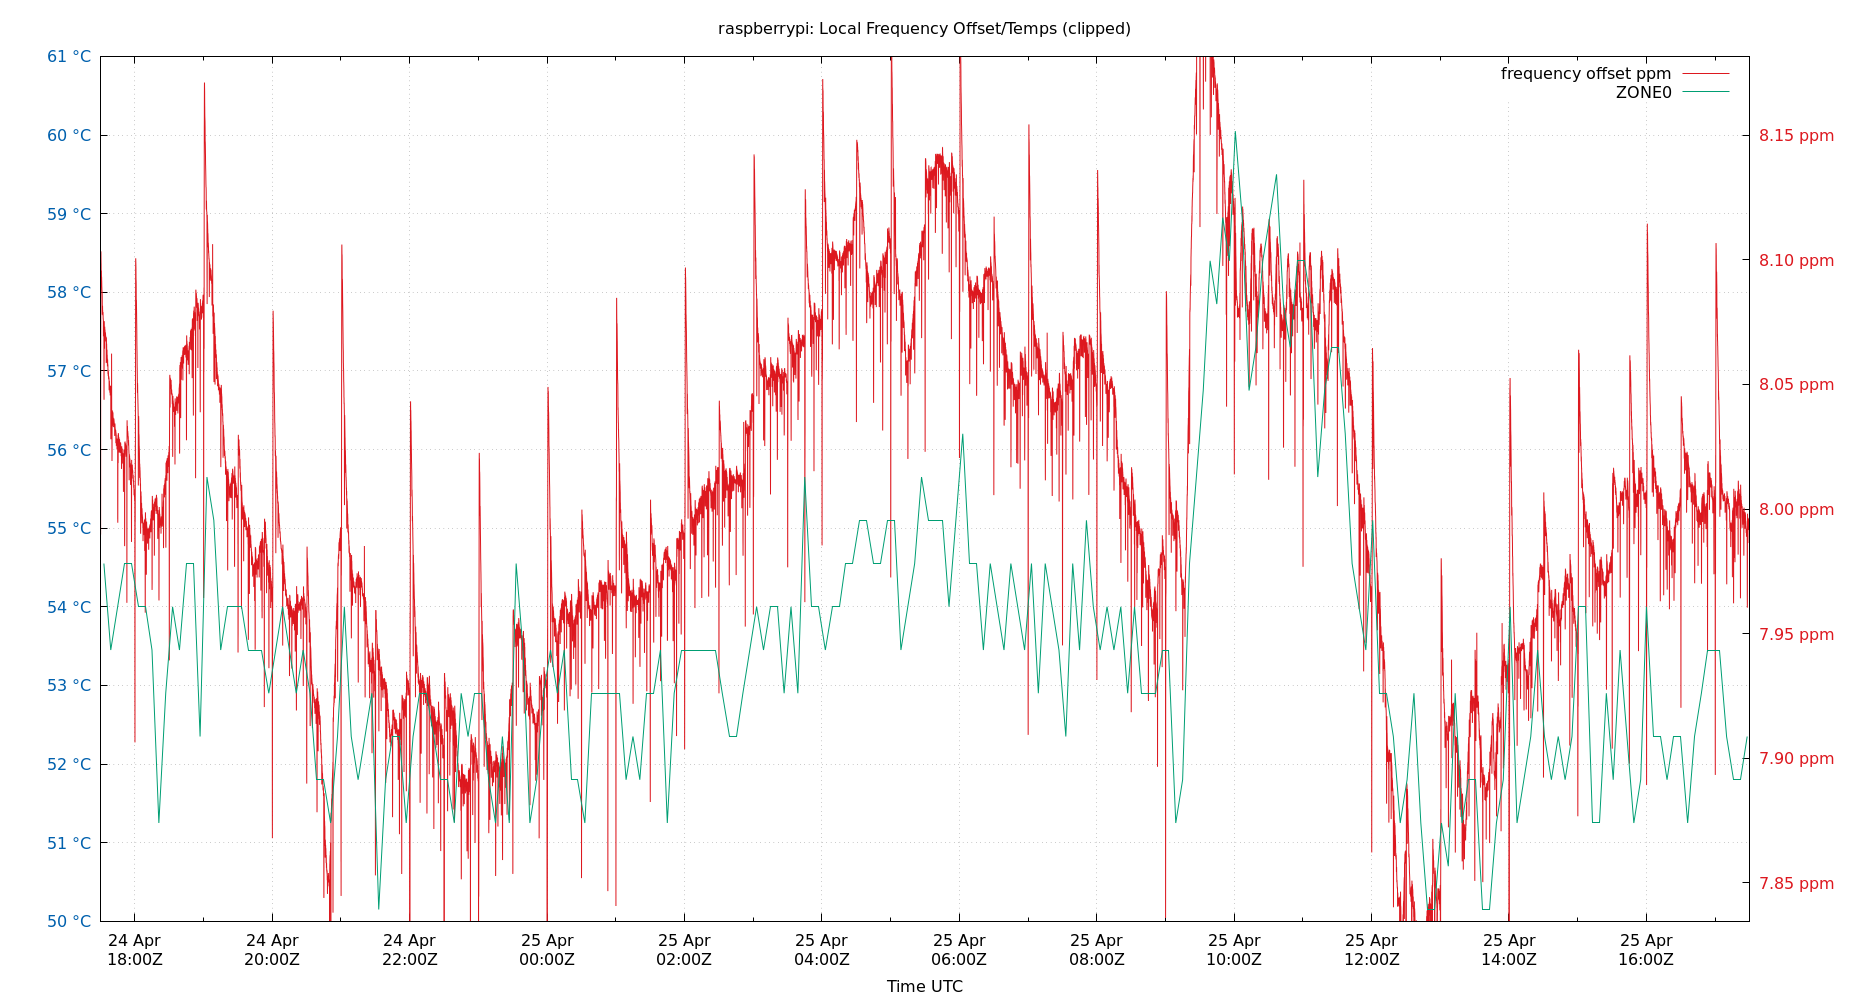 raspberrypi: Local Frequency Offset/Temps (clipped)
61 °C
60 °C
59 °C
58 °C
57 °C
56 °C
55 °C
54 °C
53 °C
52 °C
51 °C
50 °C
frequency offset ppm
ZONE0
8.15 ppm
8.10 ppm
8.05 ppm
8.00 ppm
7.95 ppm
7.90 ppm
7.85 ppm
24 Apr 24 Apr 24 Apr 25 Apr 25 Apr 25 Apr 25 Apr 25 Apr 25 Apr 25 Apr 25 Apr 25 Apr
18:00Z 20:00Z 22:00Z 00:00Z 02:00Z 04:00Z 06:00Z 08:00Z 10:00Z 12:00Z 14:00Z 16:00Z
Time UTC